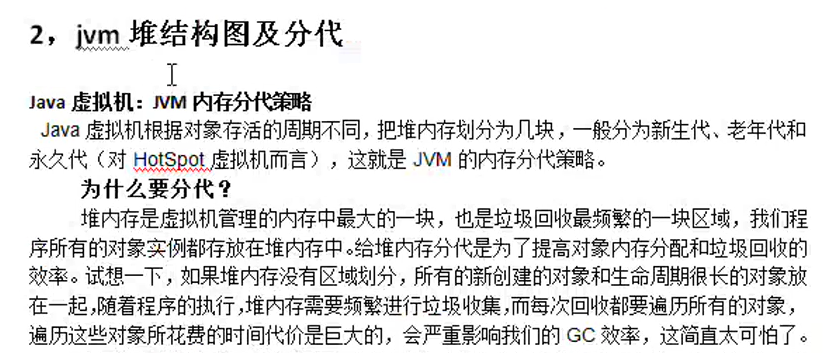 2，jvm 堆结构图及分代
Java 虚拟机：JVM 内存分代策略
Java 虚拟机根据对象存活的周期不同，把堆内存划分为几块，一般分为新生代、老年代和
永久代（对 HotSpot 虚拟机而言），这就是 JVM 的内存分代策略。
为什么要分代？
堆内存是虚拟机管理的内存中最大的一块，也是垃圾回收最频繁的一块区域，我们程
序所有的对象实例都存放在堆内存中。给堆内存分代是为了提高对象内存分配和垃圾回收的
效率。试想一下，如果堆内存没有区域划分，所有的新创建的对象和生命周期很长的对象放
在一起，随着程序的执行，堆内存需要频繁进行垃圾收集，而每次回收都要遍历所有的对象，
遍历这些对象所花费的时间代价是巨大的，会严重影响我们的 GC 效率，这简直太可怕了。